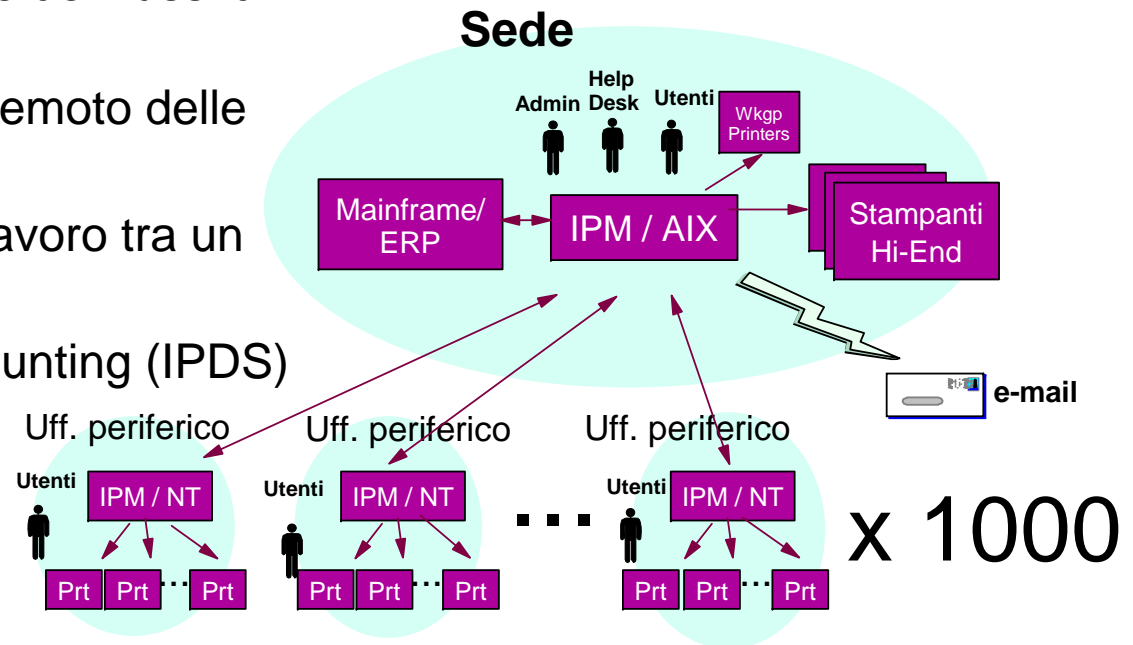 Sede
emoto delle
avoro tra un
unting (IPDS)
Admin
Help
Desk
Utenti
Wkgp
Printers
Mainframe/
ERP
IPM / AIX
Stampanti
Hi-End
e-mail
Uff. periferico
Uff. periferico
Uff. periferico
Utenti
IPM / NT
Utenti
IPM / NT
...
Utenti
IPM / NT
x 1000
Prt Prt ... Prt
Prt Prt ... Prt
Prt Prt ... Prt